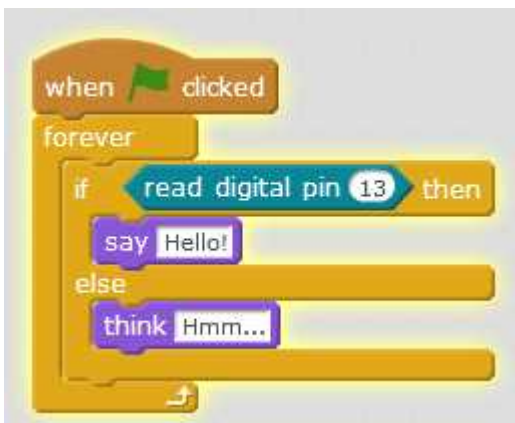 when clicked
forever
if read digital pin 13 then
say Hello!
else
think Hmm...